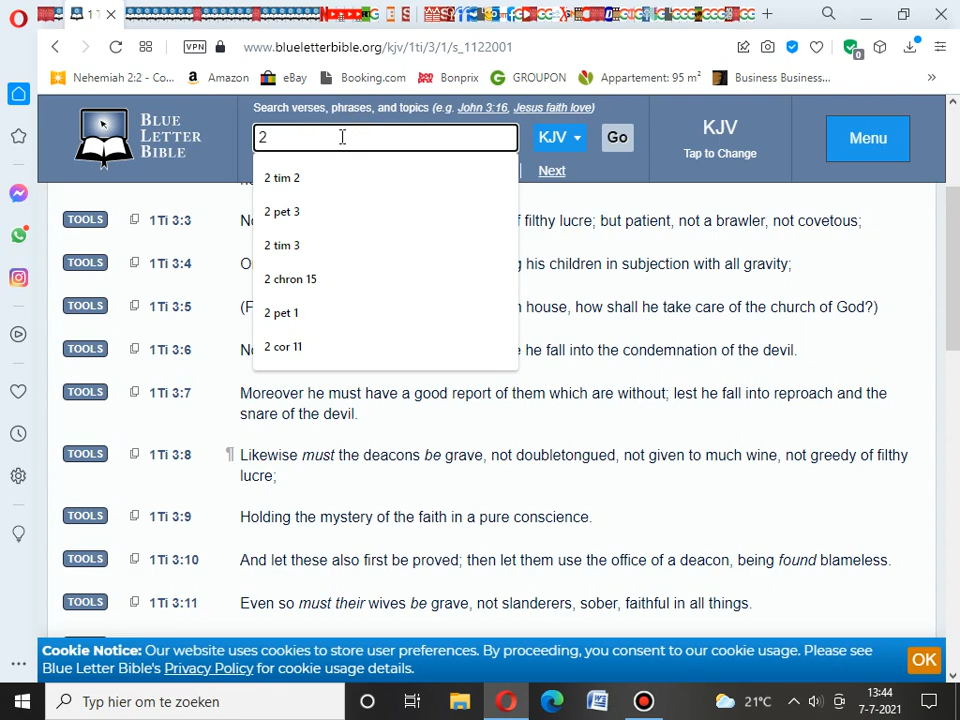 1 T
www.blueletterbible.org/kjv/1ti/3/1/s_1122001
VPN
0
Nehemiah 2:2 - Co...
Amazon
eBay
Booking.com
Bonprix
GROUPON
Appartement: 95 m²
Business Business...
»
BLUE
LETTER
BIBLE
Search verses, phrases, and topics (e.g. John 3:16, Jesus faith love)
2
KJV
Go
Next
KJV
Tap to Change
Menu
2 tim 2
2 pet 3
2 tim 3
2 chron 15
2 pet 1
2 cor 11
TOOLS 1Ti 3:3 No of filthy lucre; but patient, not a brawler, not covetous;
TOOLS 1Ti 3:4 g his children in subjection with all gravity;
TOOLS 1Ti 3:5 (F n house, how shall he take care of the church of God?)
TOOLS 1Ti 3:6 No e he fall into the condemnation of the devil.
TOOLS 1Ti 3:7 Moreover he must have a good report of them which are without; lest he fall into reproach and the
snare of the devil.
TOOLS 1Ti 3:8 ¶ Likewise must the deacons be grave, not doubletongued, not given to much wine, not greedy of filthy
lucre;
TOOLS 1Ti 3:9 Holding the mystery of the faith in a pure conscience.
TOOLS 1Ti 3:10 And let these also first be proved; then let them use the office of a deacon, being found blameless.
TOOLS 1Ti 3:11 Even so must their wives be grave, not slanderers, sober, faithful in all things.
Cookie Notice: Our website uses cookies to store user preferences. By proceeding, you consent to our cookie usage. Please see
Blue Letter Bible's Privacy Policy for cookie usage details.
OK
Typ hier om te zoeken
21°C
13:44
7-7-2021